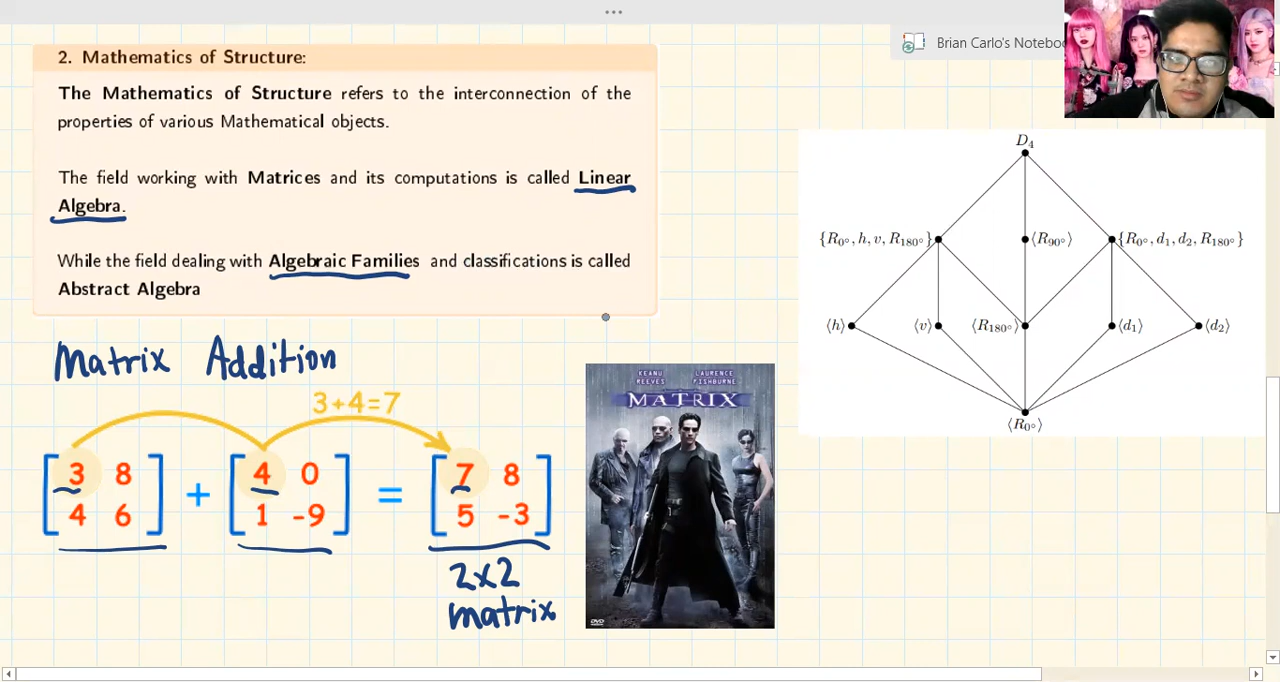 2. Mathematics of Structure:
The Mathematics of Structure refers to the interconnection of the
properties of various Mathematical objects.
The field working with Matrices and its computations is called Linear
Algebra.
While the field dealing with Algebraic Families and classifications is called
Abstract Algebra
Matrix Addition
3+4=7
3 8 4 0 7 8
+ =
4 6 1 -9 5 -3
2x2
matrix
KEANU LAURENCE
REEVES FISHBURNE
MATRIX
DVD
Brian Carlo's Notebo
D₄
{R₀°, h, v, R₁₈₀°} ⟨R₉₀°⟩ {R₀°, d₁, d₂, R₁₈₀°}
⟨h⟩ ⟨v⟩ ⟨R₁₈₀°⟩ ⟨d₁⟩ ⟨d₂⟩
⟨R₀°⟩